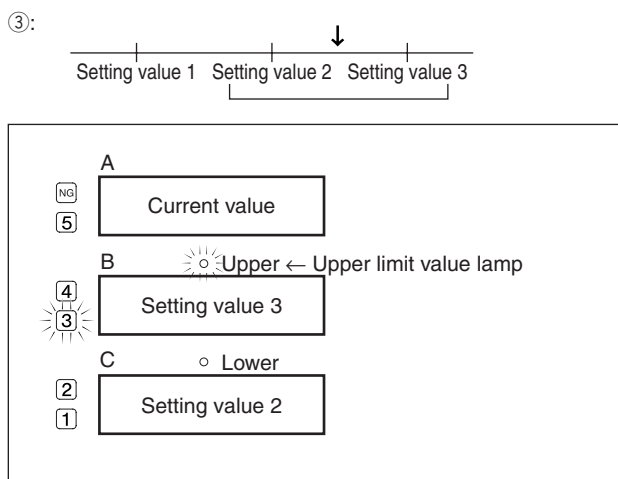 ③:
↓
Setting value 1 Setting value 2 Setting value 3
A
NG
5
Current value
B
○ Upper ← Upper limit value lamp
4
3
Setting value 3
C
○ Lower
2
1
Setting value 2